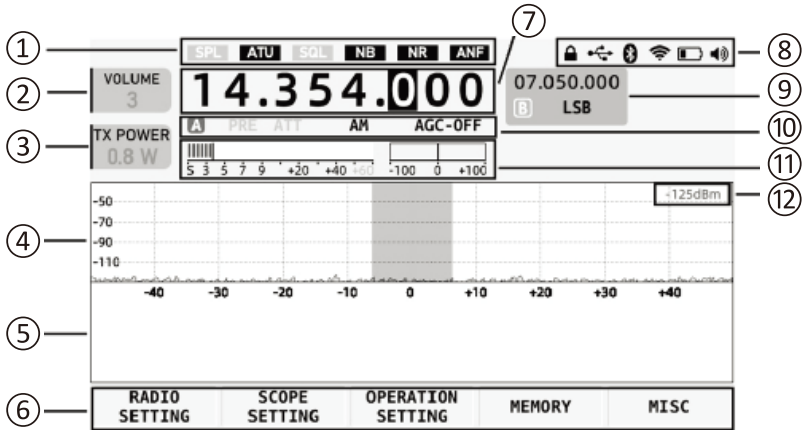 ① SPL ATU SQL NB NR ANF ⑦ ⑧
② VOLUME 3 14.354.000 07.050.000 B LSB ⑨
③ TX POWER 0.8 W A PRE ATT AM AGC-OFF ⑩
S 3 5 7 9 +20 +40 +60 -100 0 +100 ⑪
-125dBm ⑫
-50
-70
④ -90
-110
-40 -30 -20 -10 0 +10 +20 +30 +40
⑤
⑥ RADIO SETTING SCOPE SETTING OPERATION SETTING MEMORY MISC